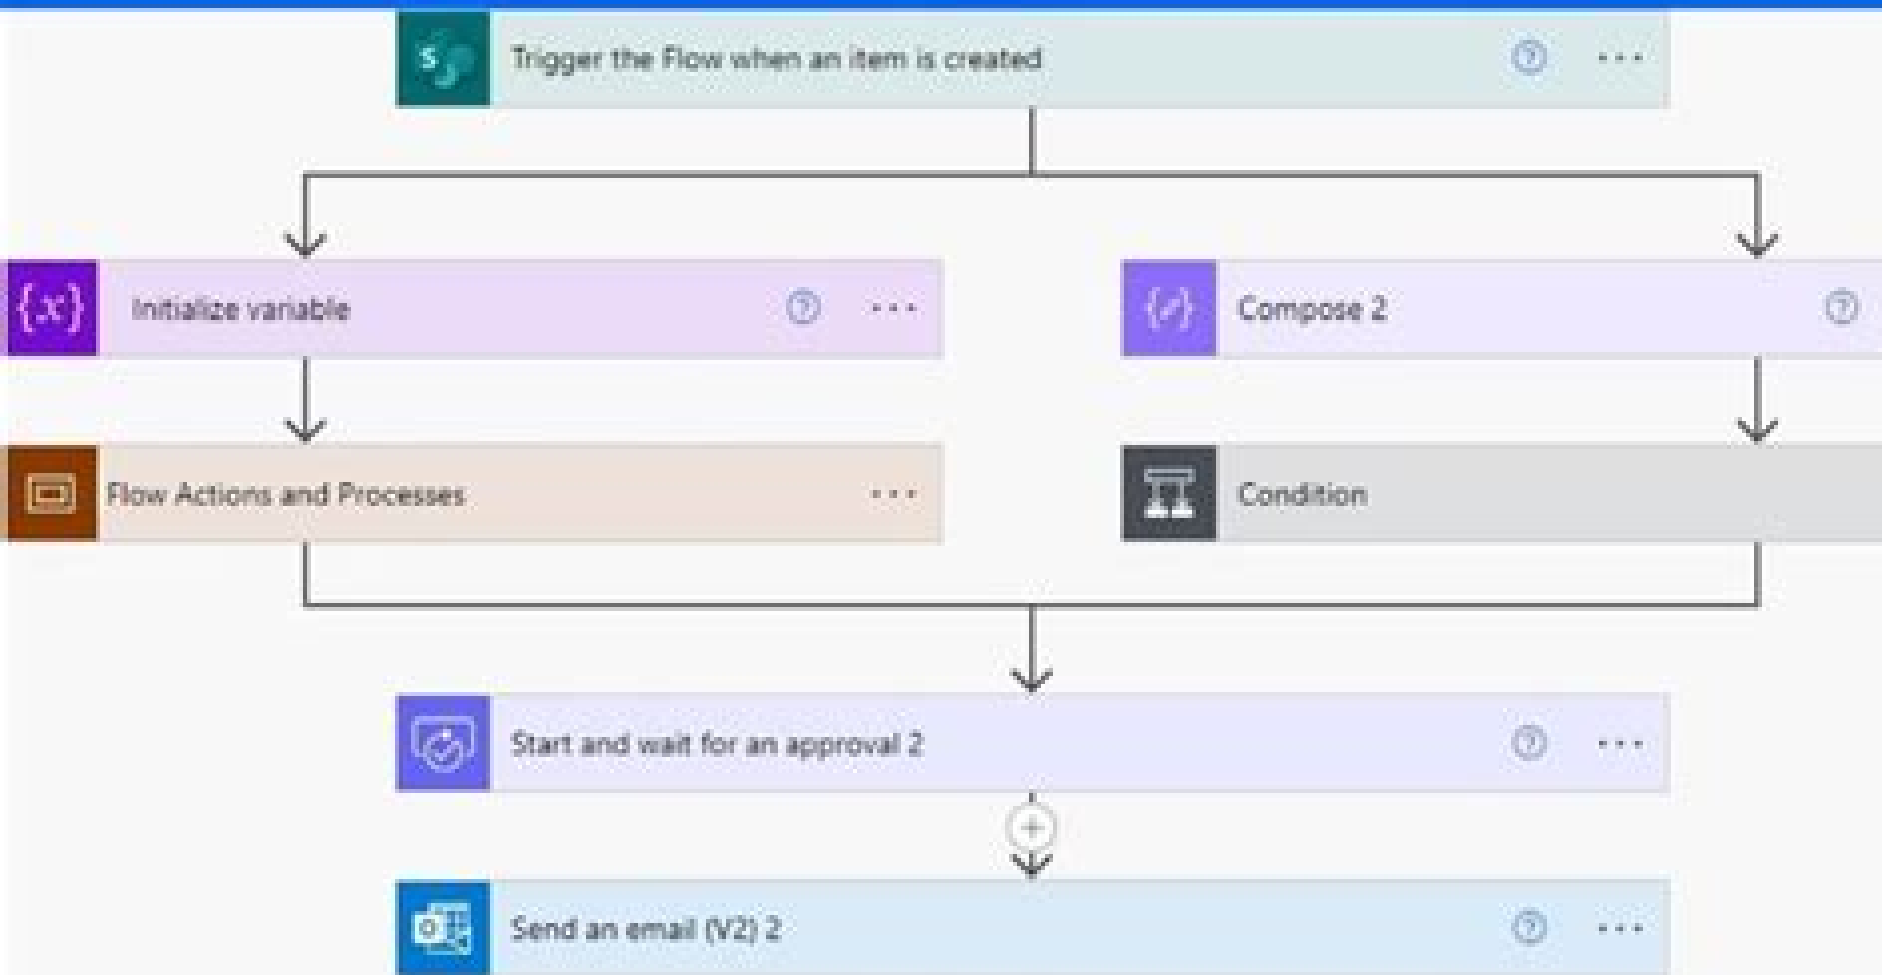 Trigger the Flow when an item is created
Initialize variable
Compose 2
Flow Actions and Processes
Condition
Start and wait for an approval 2
Send an email (V2) 2